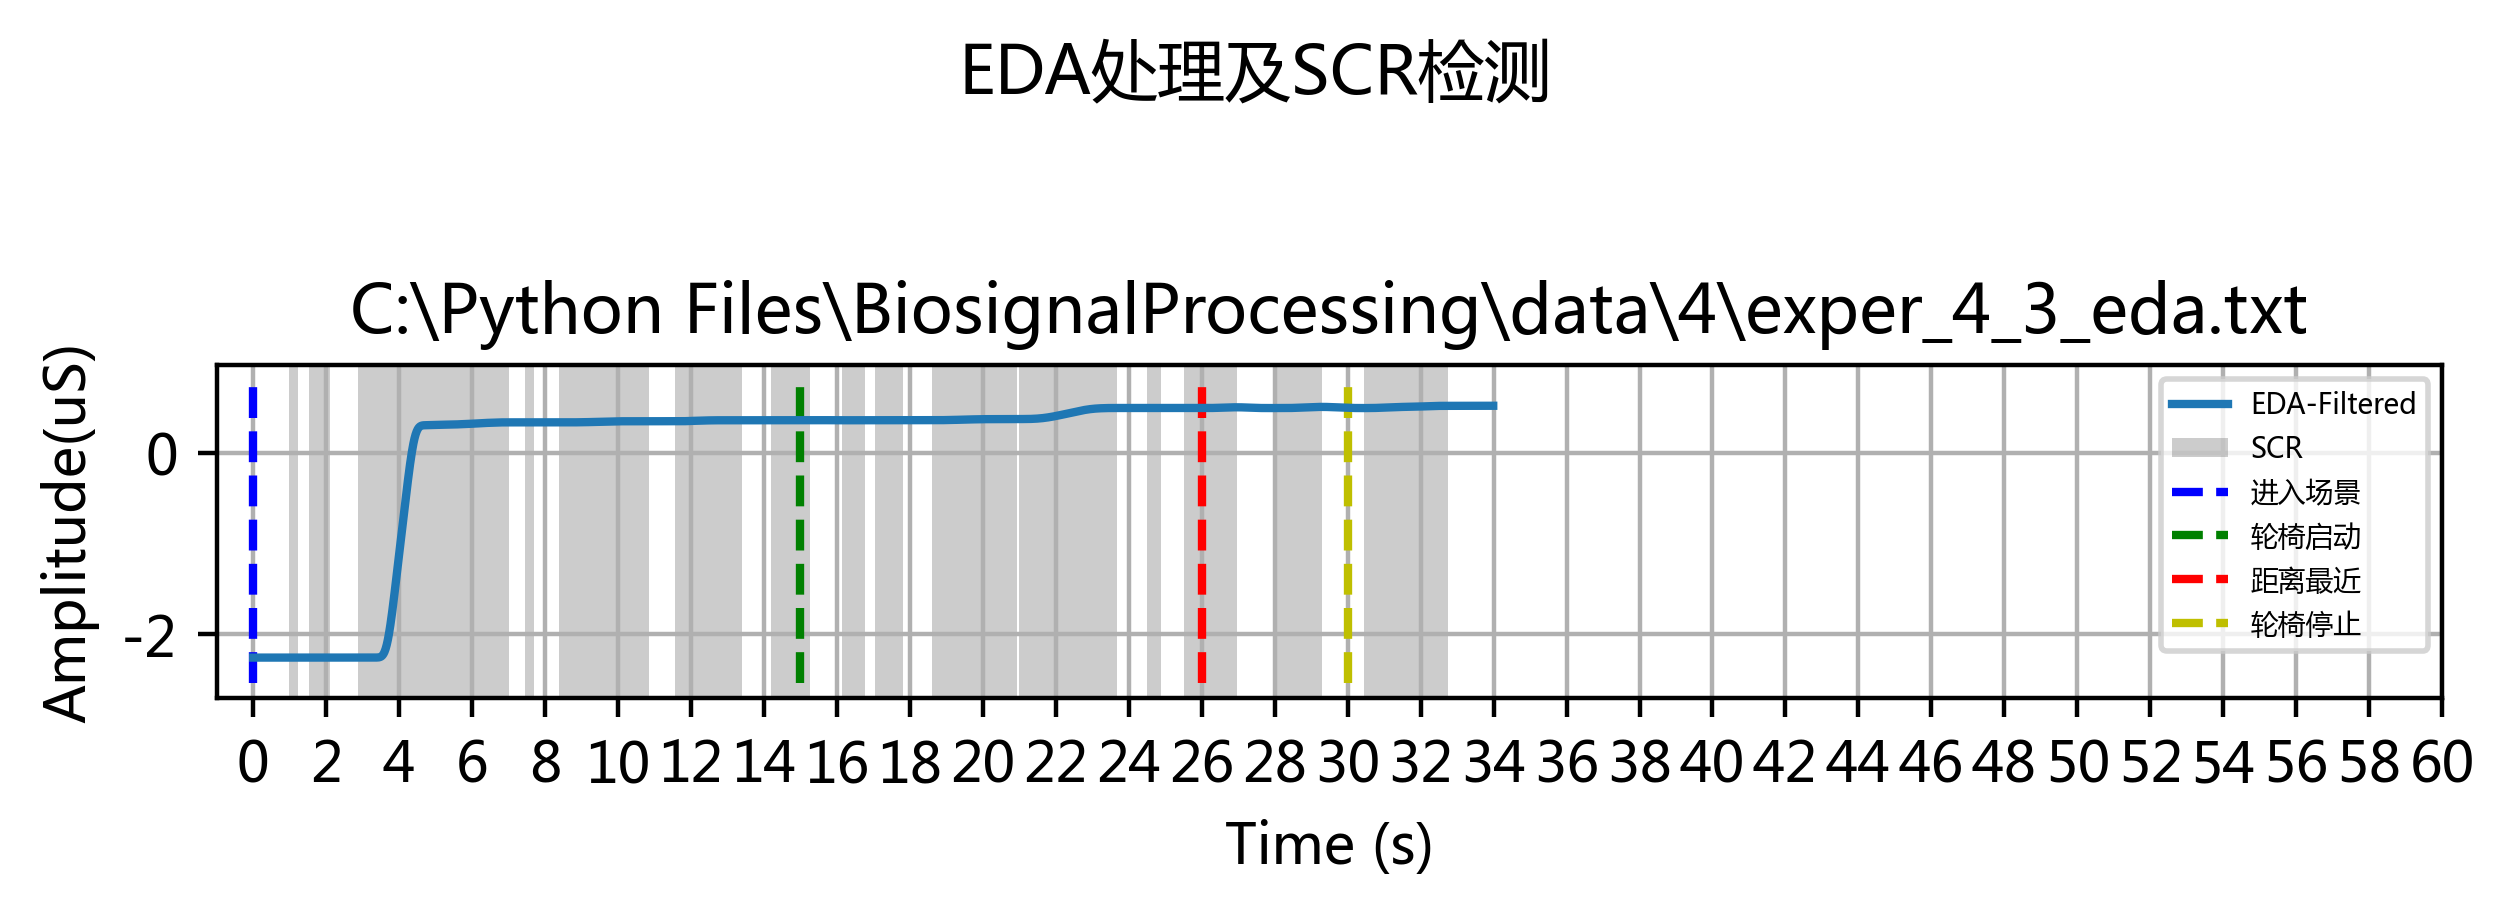 EDA处理及SCR检测
C:\Python Files\BiosignalProcessing\data\4\exper_4_3_eda.txt
Amplitude(uS)
0
-2
EDA-Filtered
SCR
进入场景
轮椅启动
距离最近
轮椅停止
0 2 4 6 8 10 12 14 16 18 20 22 24 26 28 30 32 34 36 38 40 42 44 46 48 50 52 54 56 58 60
Time (s)